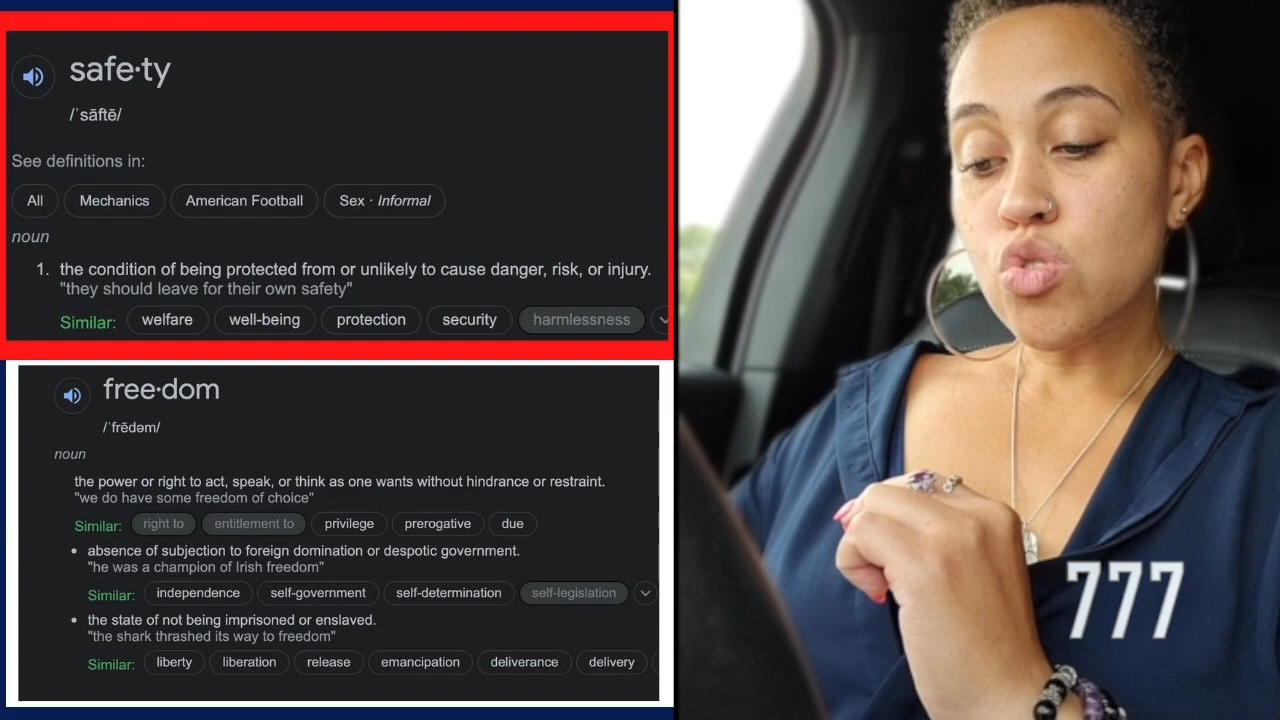 safe·ty
/ˈsāftē/
See definitions in:
All Mechanics American Football Sex · Informal
noun
1. the condition of being protected from or unlikely to cause danger, risk, or injury.
"they should leave for their own safety"
Similar: welfare well-being protection security harmlessness
free·dom
/ˈfrēdəm/
noun
the power or right to act, speak, or think as one wants without hindrance or restraint.
"we do have some freedom of choice"
Similar: right to entitlement to privilege prerogative due
• absence of subjection to foreign domination or despotic government.
"he was a champion of Irish freedom"
Similar: independence self-government self-determination self-legislation
• the state of not being imprisoned or enslaved.
"the shark thrashed its way to freedom"
Similar: liberty liberation release emancipation deliverance delivery
777